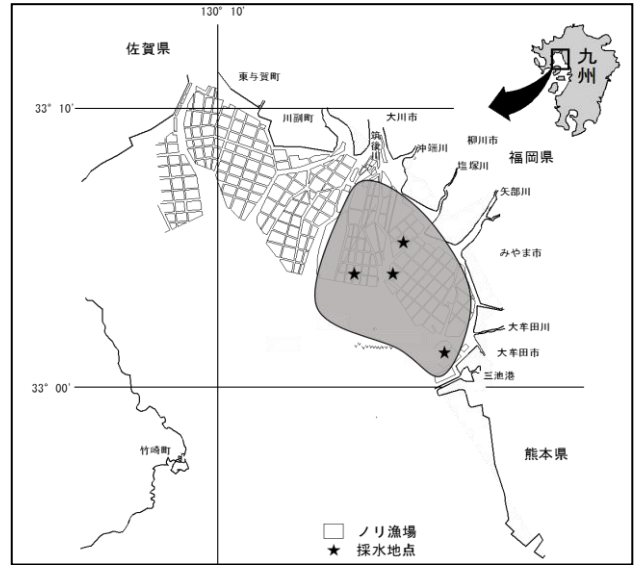 130° 10'
佐賀県
九州
東与賀町
33° 10'
川副町
大川市
筑後川
沖端川
柳川市
福岡県
塩塚川
矢部川
みやま市
大牟田川
大牟田市
33° 00'
三池港
竹崎町
熊本県
ノリ漁場
★ 採水地点